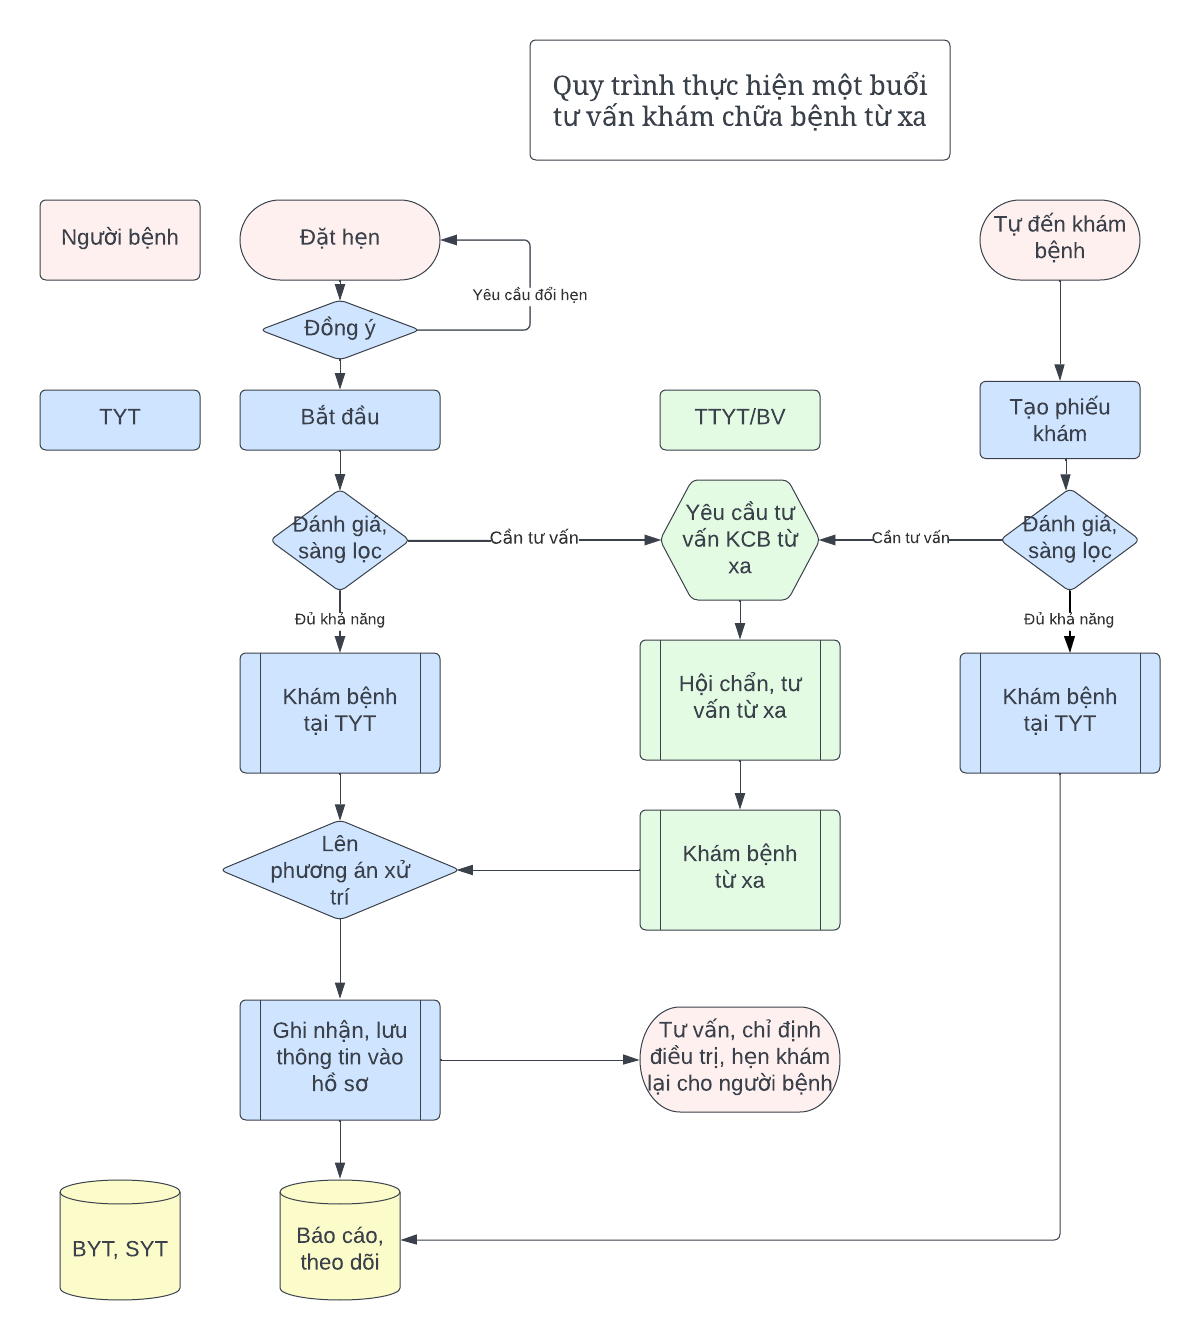 Quy trình thực hiện một buổi
tư vấn khám chữa bệnh từ xa
Người bệnh
Đặt hẹn
Tự đến khám
bệnh
Yêu cầu đổi hẹn
Đồng ý
TYT
Bắt đầu
TTYT/BV
Tạo phiếu
khám
Đánh giá,
sàng lọc
Cần tư vấn
Yêu cầu tư
vấn KCB từ
xa
Cần tư vấn
Đánh giá,
sàng lọc
Đủ khả năng
Đủ khả năng
Khám bệnh
tại TYT
Hội chẩn, tư
vấn từ xa
Khám bệnh
tại TYT
Lên
phương án xử
trí
Khám bệnh
từ xa
Ghi nhận, lưu
thông tin vào
hồ sơ
Tư vấn, chỉ định
điều trị, hẹn khám
lại cho người bệnh
BYT, SYT
Báo cáo,
theo dõi